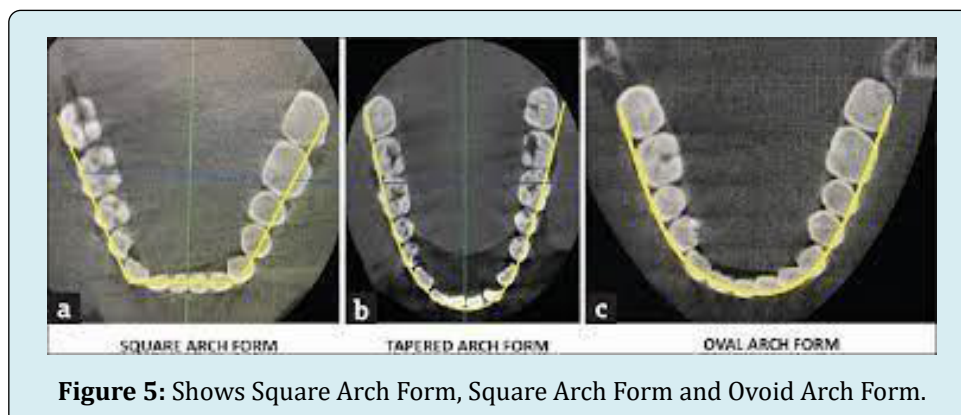 a b c
SQUARE ARCH FORM TAPERED ARCH FORM OVAL ARCH FORM
Figure 5: Shows Square Arch Form, Square Arch Form and Ovoid Arch Form.